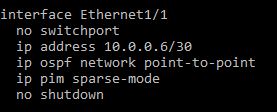 interface Ethernet1/1
  no switchport
  ip address 10.0.0.6/30
  ip ospf network point-to-point
  ip pim sparse-mode
  no shutdown